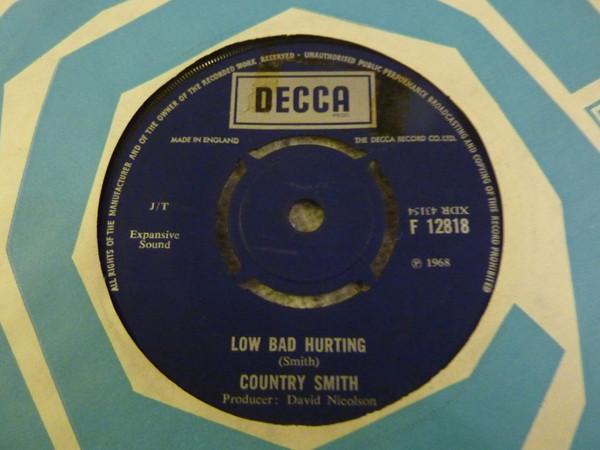 ALL RIGHTS OF THE MANUFACTURER AND OF THE OWNER OF THE RECORDED WORK RESERVED · UNAUTHORISED PUBLIC PERFORMANCE BROADCASTING AND COPYING OF THIS RECORD PROHIBITED
DECCA
MADE IN ENGLAND
THE DECCA RECORD CO. LTD.
J/T
XDR 43154
F 12818
Expansive
Sound
℗ 1968
LOW BAD HURTING
(Smith)
COUNTRY SMITH
Producer: David Nicolson